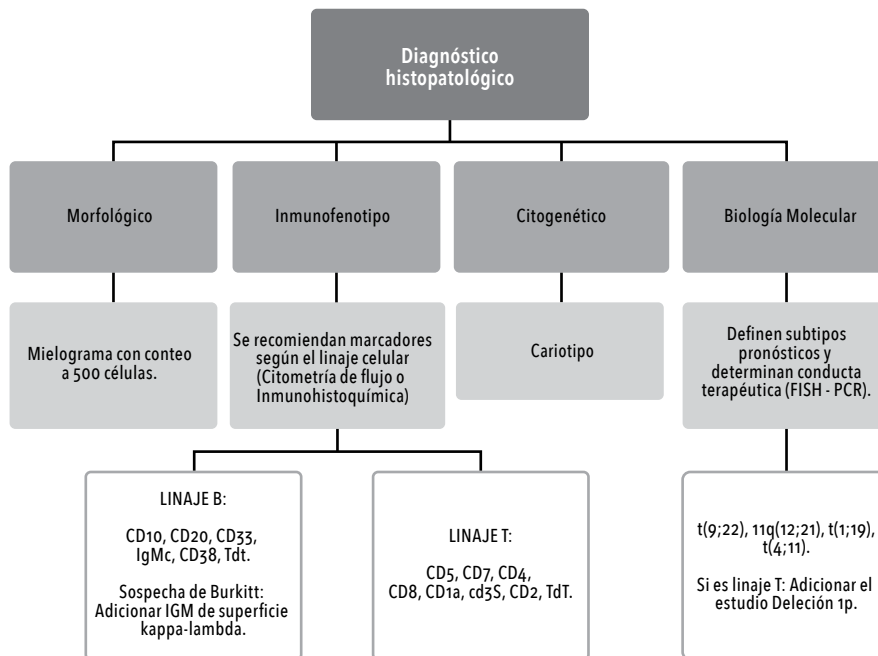 Diagnóstico
histopatológico
Morfológico
Inmunofenotipo
Citogenético
Biología Molecular
Mielograma con conteo
a 500 células.
Se recomiendan marcadores
según el linaje celular
(Citometría de flujo o
Inmunohistoquímica)
Cariotipo
Definen subtipos
pronósticos y
determinan conducta
terapéutica (FISH - PCR).
LINAJE B:
CD10, CD20, CD33,
IgMc, CD38, Tdt.
Sospecha de Burkitt:
Adicionar IGM de superficie
kappa-lambda.
LINAJE T:
CD5, CD7, CD4,
CD8, CD1a, cd3S, CD2, TdT.
t(9;22), 11q(12;21), t(1;19),
t(4;11).
Si es linaje T: Adicionar el
estudio Deleción 1p.